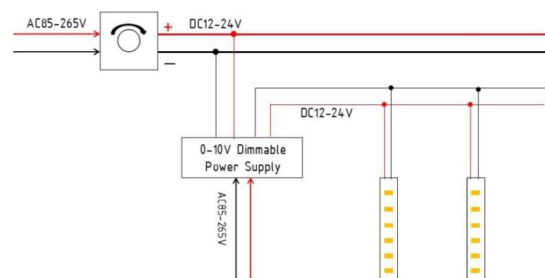 AC85-265V
+
DC12-24V
−
DC12-24V
0-10V Dimmable
Power Supply
AC85-265V